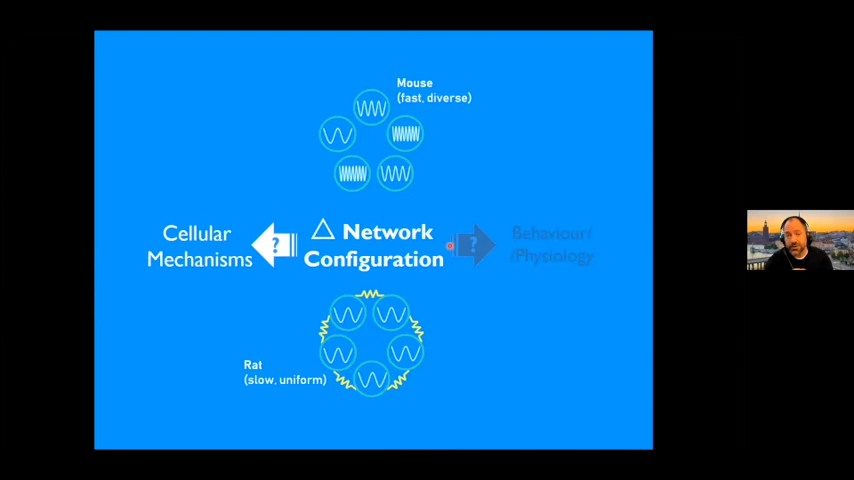 Mouse
(fast, diverse)
Cellular
Mechanisms
?
△ Network
Configuration
?
Behaviour/
/Physiology
Rat
(slow, uniform)